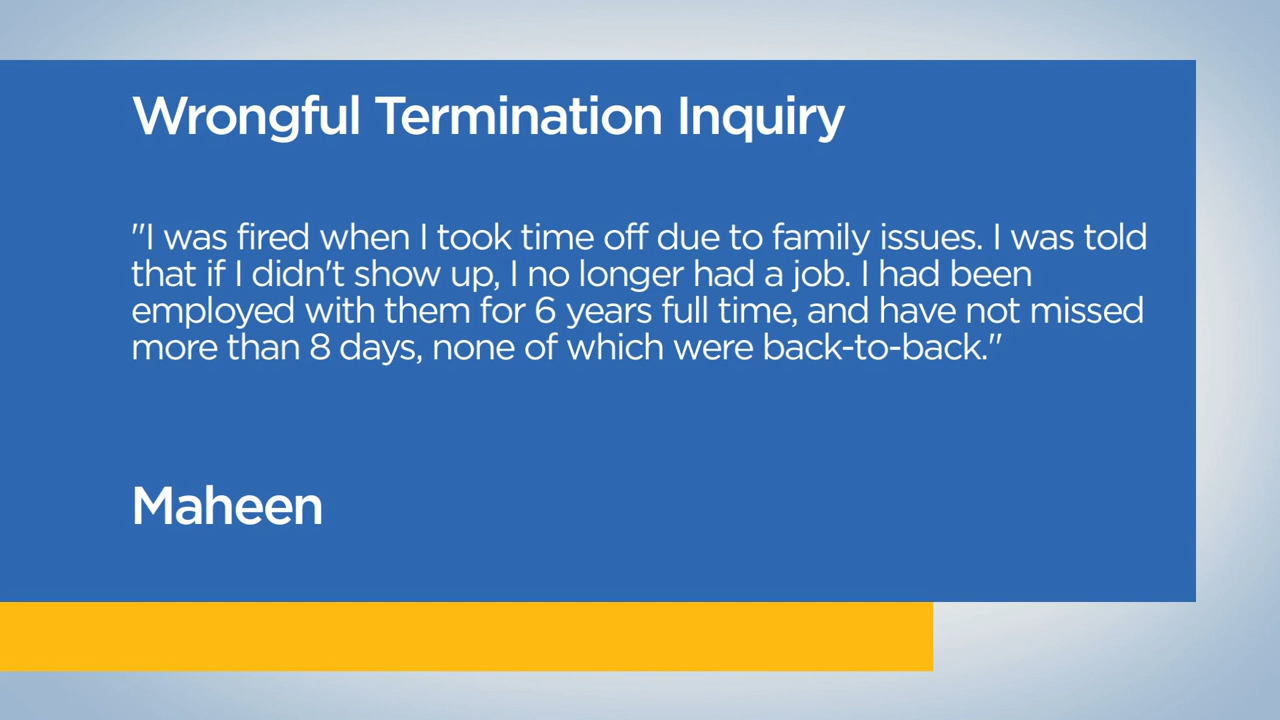 Wrongful Termination Inquiry
"I was fired when I took time off due to family issues. I was told
that if I didn't show up, I no longer had a job. I had been
employed with them for 6 years full time, and have not missed
more than 8 days, none of which were back-to-back."
Maheen